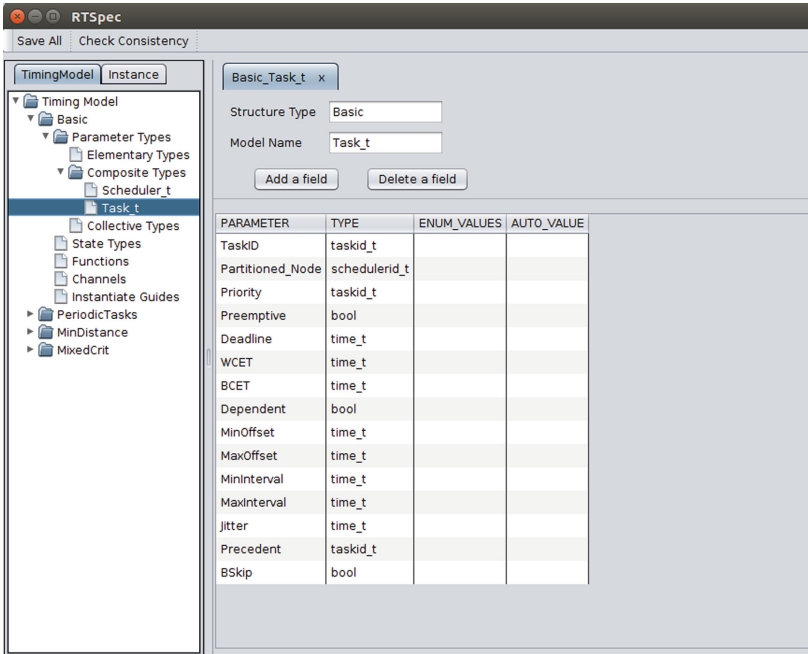 RTSpec
Save All Check Consistency
TimingModel Instance
Timing Model
Basic
Parameter Types
Elementary Types
Composite Types
Scheduler_t
Task_t
Collective Types
State Types
Functions
Channels
Instantiate Guides
PeriodicTasks
MinDistance
MixedCrit
Basic_Task_t x
Structure Type Basic
Model Name Task_t
Add a field Delete a field
PARAMETER TYPE ENUM_VALUES AUTO_VALUE
TaskID taskid_t
Partitioned_Node schedulerid_t
Priority taskid_t
Preemptive bool
Deadline time_t
WCET time_t
BCET time_t
Dependent bool
MinOffset time_t
MaxOffset time_t
MinInterval time_t
MaxInterval time_t
Jitter time_t
Precedent taskid_t
BSkip bool